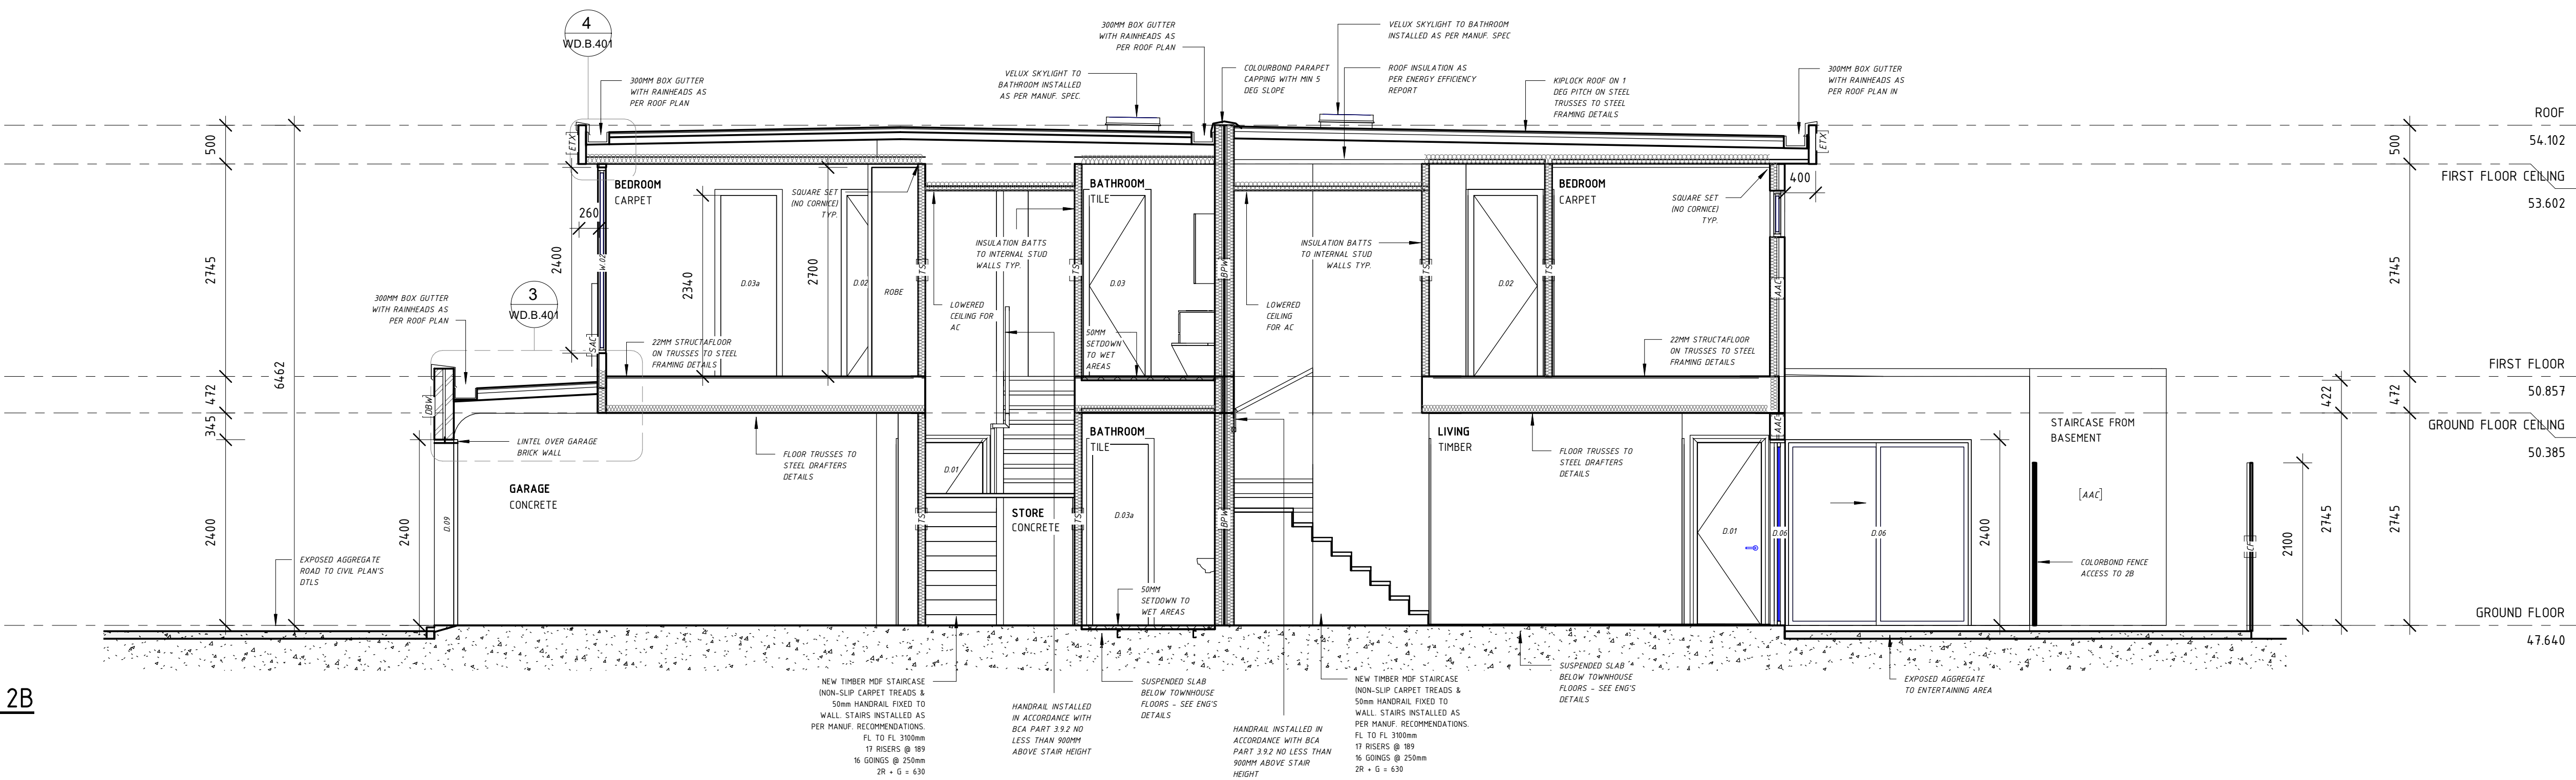 4
WD.B.401
300MM BOX GUTTER
WITH RAINHEADS AS
PER ROOF PLAN
VELUX SKYLIGHT TO
BATHROOM INSTALLED
AS PER MANUF. SPEC.
300MM BOX GUTTER
WITH RAINHEADS AS
PER ROOF PLAN
COLOURBOND PARAPET
CAPPING WITH MIN 5
DEG SLOPE
VELUX SKYLIGHT TO BATHROOM
INSTALLED AS PER MANUF. SPEC
ROOF INSULATION AS
PER ENERGY EFFICIENCY
REPORT
KIPLOCK ROOF ON 1
DEG PITCH ON STEEL
TRUSSES TO STEEL
FRAMING DETAILS
300MM BOX GUTTER
WITH RAINHEADS AS
PER ROOF PLAN IN
ROOF
54.102
FIRST FLOOR CEILING
53.602
FIRST FLOOR
50.857
GROUND FLOOR CEILING
50.385
GROUND FLOOR
47.640
500
2745
472
345
2400
6462
2400
[ETX]
260
2400
W.02
[SAC]
3
WD.B.401
300MM BOX GUTTER
WITH RAINHEADS AS
PER ROOF PLAN
[DBW]
BEDROOM
CARPET
2340
D.03a
2700
SQUARE SET
(NO CORNICE)
TYP.
D.02
ROBE
[TS]
22MM STRUCTAFLOOR
ON TRUSSES TO STEEL
FRAMING DETAILS
LOWERED
CEILING FOR
AC
INSULATION BATTS
TO INTERNAL STUD
WALLS TYP.
[TS]
BATHROOM
TILE
D.03
50MM
SETDOWN
TO WET
AREAS
[BPW]
LOWERED
CEILING
FOR AC
INSULATION BATTS
TO INTERNAL STUD
WALLS TYP.
[TS]
D.02
[TS]
BEDROOM
CARPET
SQUARE SET
(NO CORNICE)
TYP.
22MM STRUCTAFLOOR
ON TRUSSES TO STEEL
FRAMING DETAILS
[AAC]
400
[ETX]
500
2745
472
422
2745
2745
2100
LINTEL OVER GARAGE
BRICK WALL
GARAGE
CONCRETE
D.09
FLOOR TRUSSES TO
STEEL DRAFTERS
DETAILS
[TS]
D.01
STORE
CONCRETE
[TS]
BATHROOM
TILE
D.03a
50MM
SETDOWN TO
WET AREAS
[BPW]
LIVING
TIMBER
FLOOR TRUSSES TO
STEEL DRAFTERS
DETAILS
D.01
[AAC]
D.06
D.06
2400
STAIRCASE FROM
BASEMENT
[AAC]
COLORBOND FENCE
ACCESS TO 2B
[CF]
EXPOSED AGGREGATE
ROAD TO CIVIL PLAN'S
DTLS
2B
NEW TIMBER MDF STAIRCASE
(NON-SLIP CARPET TREADS &
50mm HANDRAIL FIXED TO
WALL. STAIRS INSTALLED AS
PER MANUF. RECOMMENDATIONS.
FL TO FL 3100mm
17 RISERS @ 189
16 GOINGS @ 250mm
2R + G = 630
HANDRAIL INSTALLED
IN ACCORDANCE WITH
BCA PART 3.9.2 NO
LESS THAN 900MM
ABOVE STAIR HEIGHT
SUSPENDED SLAB
BELOW TOWNHOUSE
FLOORS - SEE ENG'S
DETAILS
HANDRAIL INSTALLED IN
ACCORDANCE WITH BCA
PART 3.9.2 NO LESS THAN
900MM ABOVE STAIR
HEIGHT
NEW TIMBER MDF STAIRCASE
(NON-SLIP CARPET TREADS &
50mm HANDRAIL FIXED TO
WALL. STAIRS INSTALLED AS
PER MANUF. RECOMMENDATIONS.
FL TO FL 3100mm
17 RISERS @ 189
16 GOINGS @ 250mm
2R + G = 630
SUSPENDED SLAB
BELOW TOWNHOUSE
FLOORS - SEE ENG'S
DETAILS
EXPOSED AGGREGATE
TO ENTERTAINING AREA